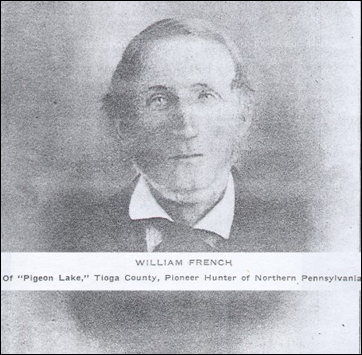 WILLIAM FRENCH
Of "Pigeon Lake," Tioga County, Pioneer Hunter of Northern Pennsylvania